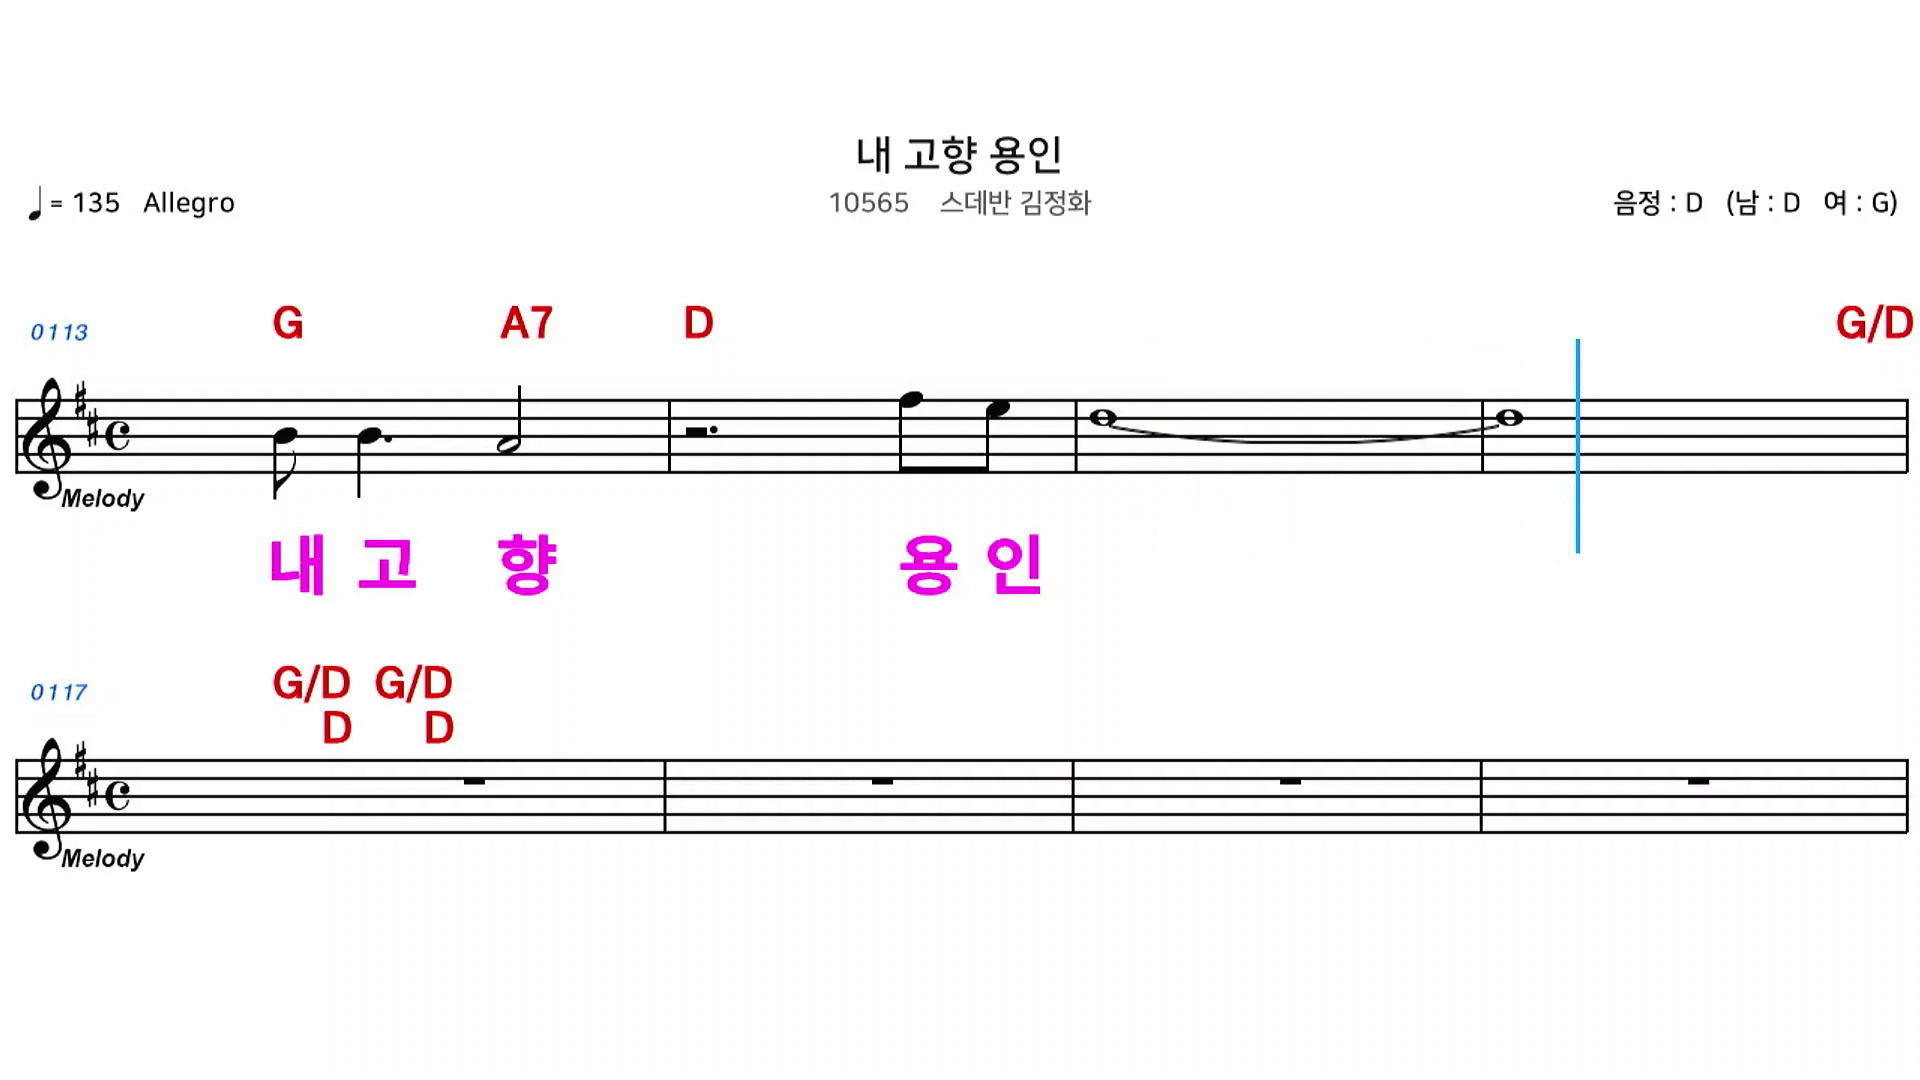 내 고향 용인
♩= 135 Allegro 10565 스데반 김정화 음정 : D (남 : D 여 : G)
0113 G A7 D G/D
Melody
내 고 향 용 인
0117 G/D G/D
D D
Melody